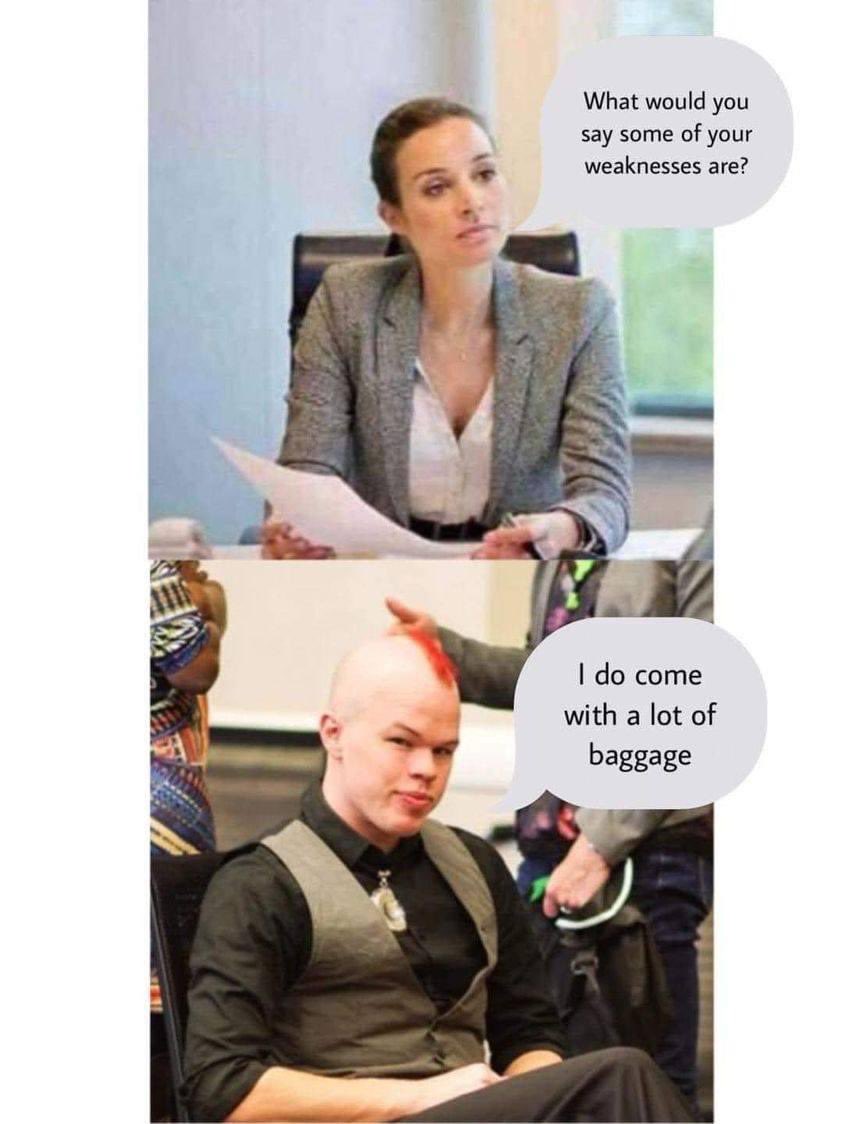 What would you
say some of your
weaknesses are?
I do come
with a lot of
baggage